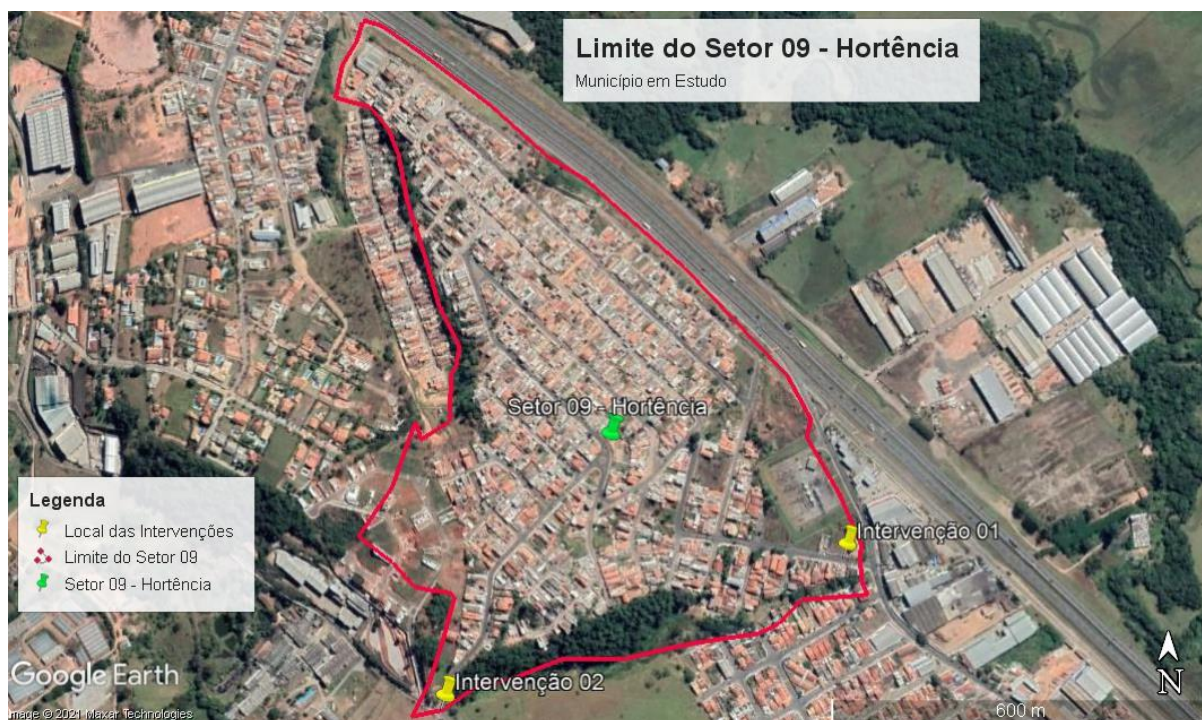 Limite do Setor 09 - Hortência
Município em Estudo
Setor 09 - Hortência
Intervenção 01
Legenda
Local das Intervenções
Limite do Setor 09
Setor 09 - Hortência
Intervenção 02
Google Earth
Image © 2021 Maxar Technologies
600 m
N